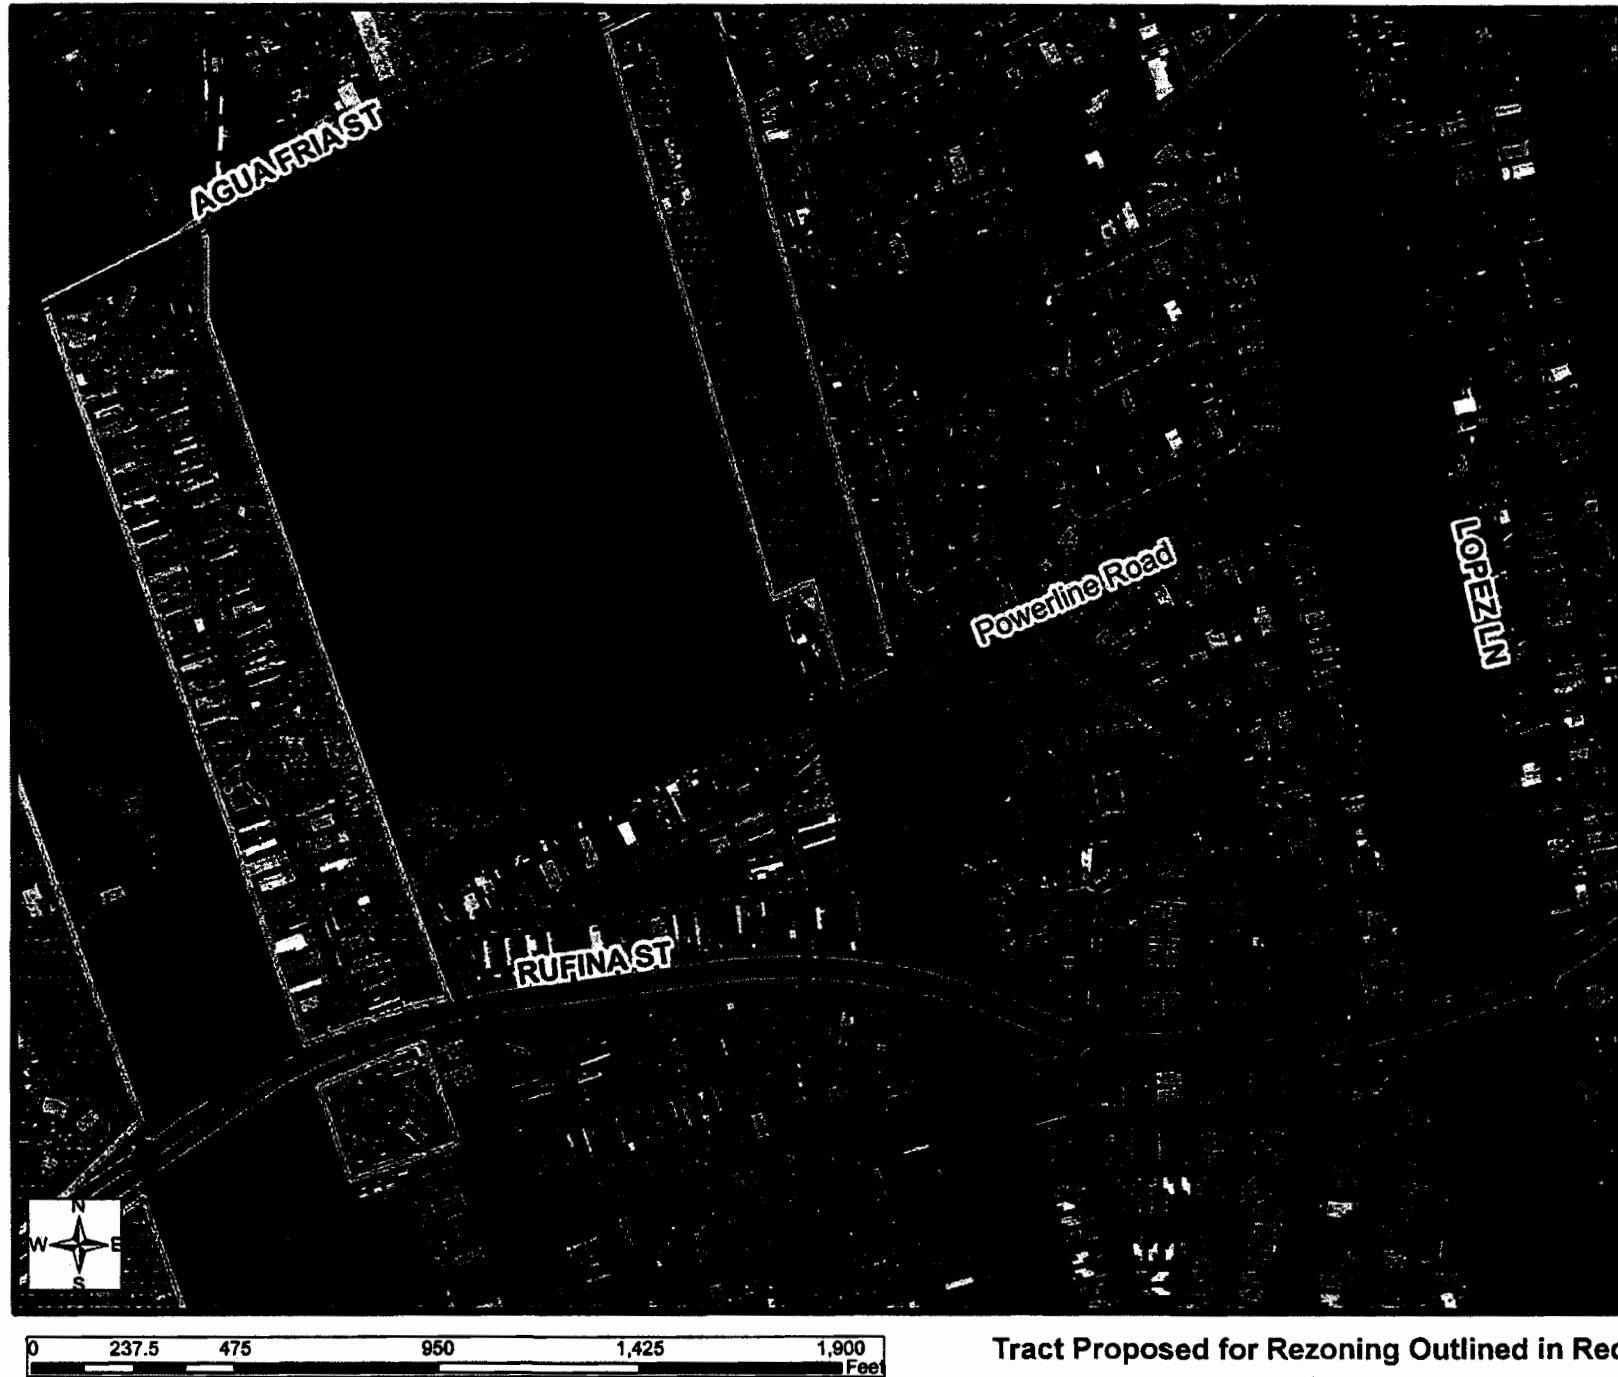 AGUA FRIA ST
Powerline Road
LOPEZ LN
RUFINA ST
N
W E
S
0 237.5 475 950 1,425 1,900
Feet
Tract Proposed for Rezoning Outlined in Red